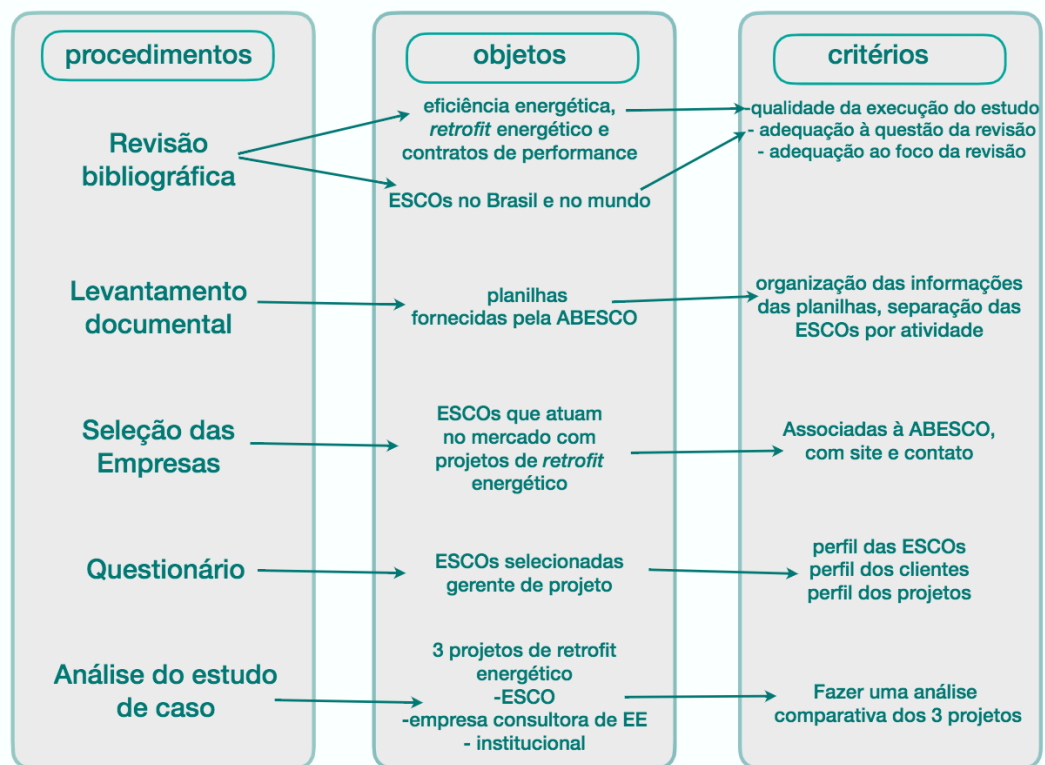 procedimentos
objetos
critérios
Revisão
bibliográfica
eficiência energética,
retrofit energético e
contratos de performance
ESCOs no Brasil e no mundo
-qualidade da execução do estudo
- adequação à questão da revisão
- adequação ao foco da revisão
Levantamento
documental
planilhas
fornecidas pela ABESCO
organização das informações
das planilhas, separação das
ESCOs por atividade
Seleção das
Empresas
ESCOs que atuam
no mercado com
projetos de retrofit
energético
Associadas à ABESCO,
com site e contato
Questionário
ESCOs selecionadas
gerente de projeto
perfil das ESCOs
perfil dos clientes
perfil dos projetos
Análise do estudo
de caso
3 projetos de retrofit
energético
-ESCO
-empresa consultora de EE
- institucional
Fazer uma análise
comparativa dos 3 projetos